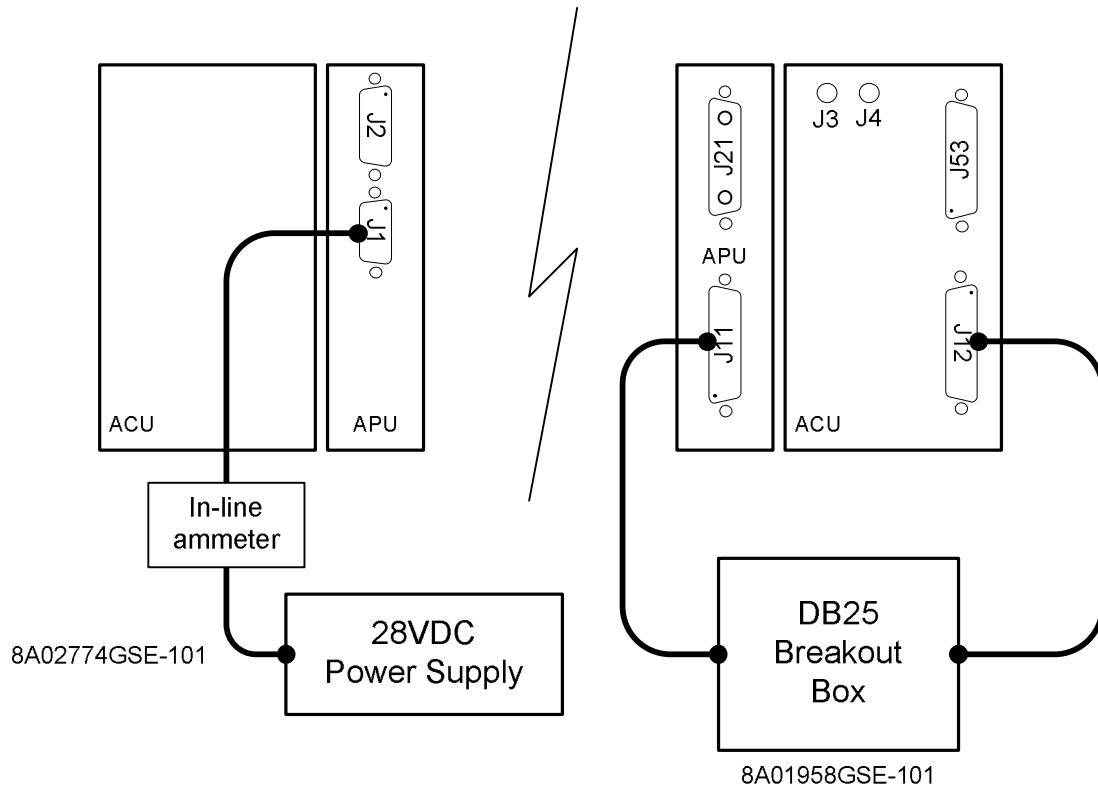 J2
J1
ACU
APU
In-line
ammeter
28VDC
Power Supply
8A02774GSE-101
J3
J4
J21
J53
APU
J11
J12
ACU
DB25
Breakout
Box
8A01958GSE-101